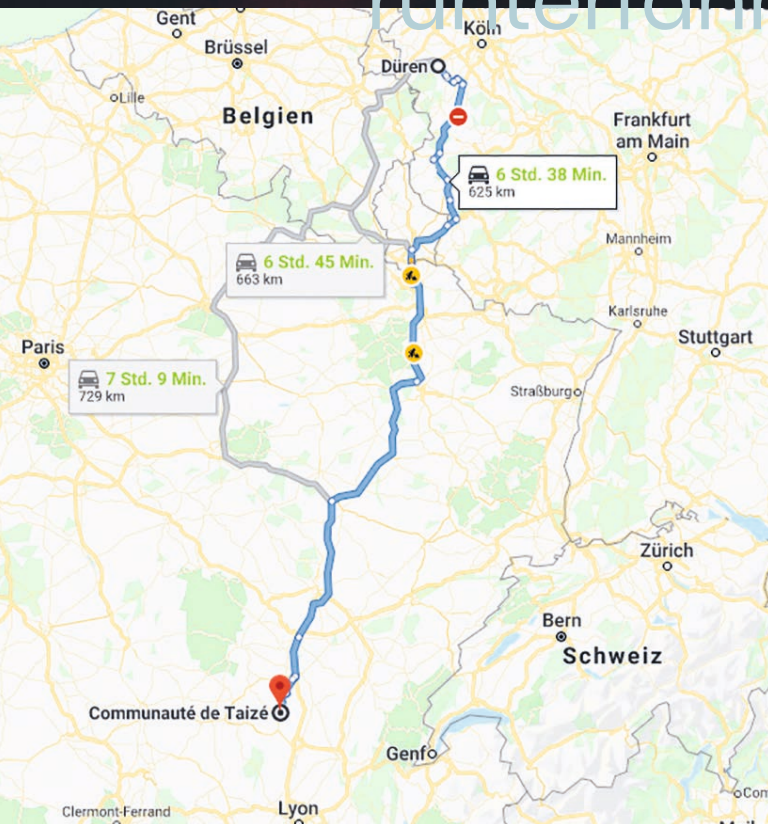 runterfahr
Gent
Köln
Brüssel
Düren
Lille
Belgien
Frankfurt
am Main
6 Std. 38 Min.
625 km
Mannheim
6 Std. 45 Min.
663 km
Karlsruhe
Paris
Stuttgart
7 Std. 9 Min.
729 km
Straßburg
Zürich
Bern
Schweiz
Communauté de Taizé
Genf
Clermont-Ferrand
Lyon